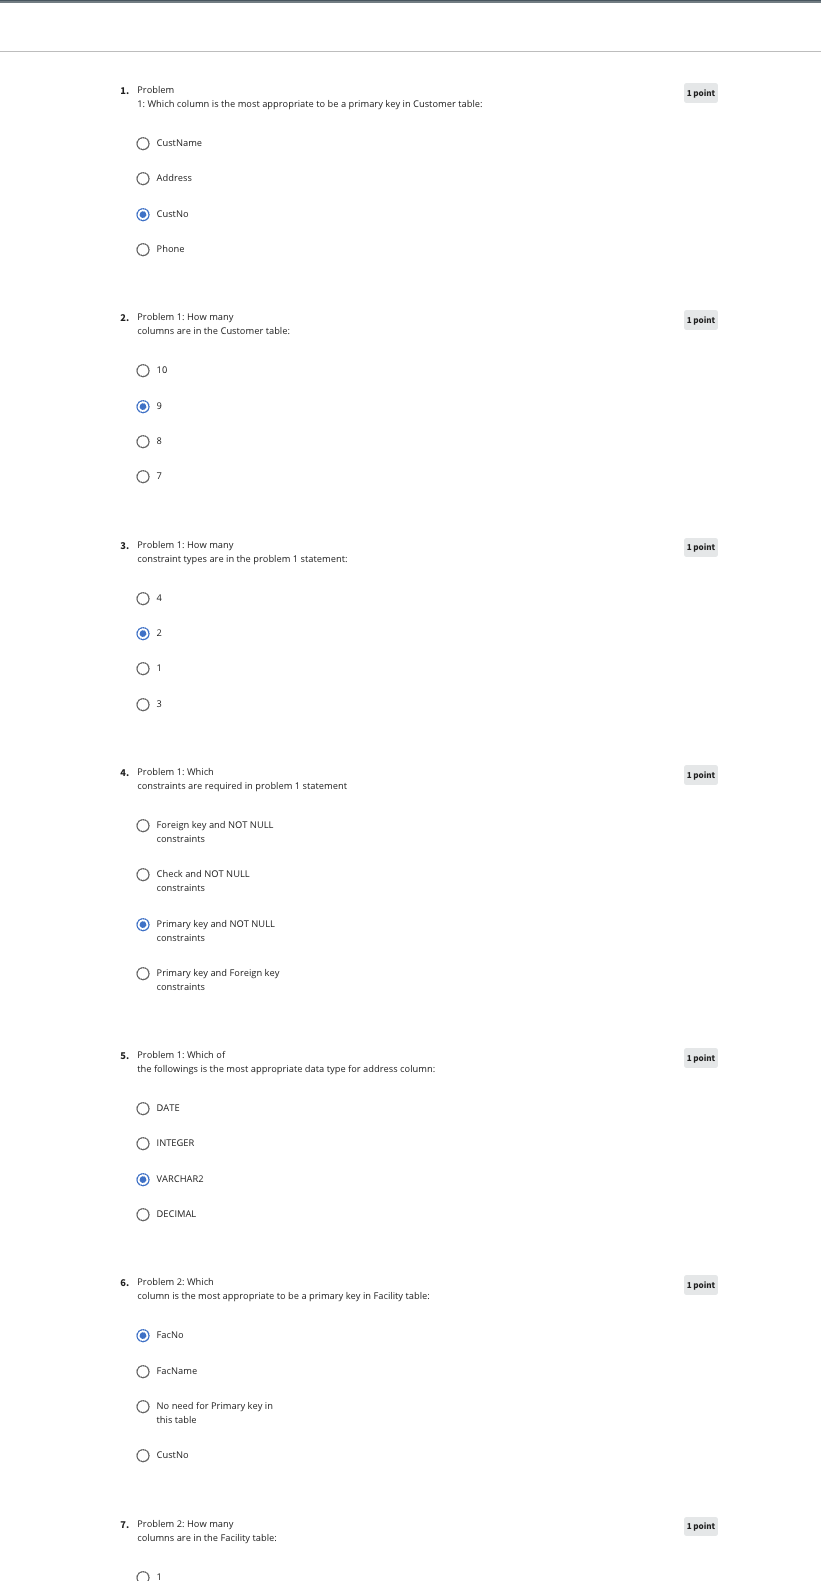 1. Problem 1 point
1: Which column is the most appropriate to be a primary key in Customer table:
CustName
Address
CustNo
Phone
2. Problem 1: How many 1 point
columns are in the Customer table:
10
9
8
7
3. Problem 1: How many 1 point
constraint types are in the problem 1 statement:
4
2
1
3
4. Problem 1: Which 1 point
constraints are required in problem 1 statement
Foreign key and NOT NULL
constraints
Check and NOT NULL
constraints
Primary key and NOT NULL
constraints
Primary key and Foreign key
constraints
5. Problem 1: Which of 1 point
the followings is the most appropriate data type for address column:
DATE
INTEGER
VARCHAR2
DECIMAL
6. Problem 2: Which 1 point
column is the most appropriate to be a primary key in Facility table:
FacNo
FacName
No need for Primary key in
this table
CustNo
7. Problem 2: How many 1 point
columns are in the Facility table:
1